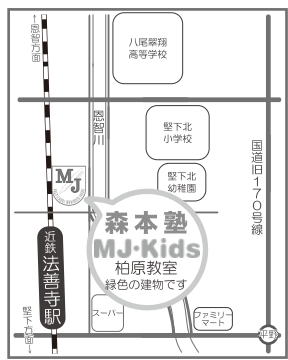 ←恩智方面
八尾翠翔
高等学校
恩智川
堅下北
小学校
国道旧170号線
堅下北
幼稚園
MJ
森本塾
MJ・Kids
柏原教室
緑色の建物です
近鉄 法善寺駅
スーパー
ファミリー
マート
平野
堅下方面→